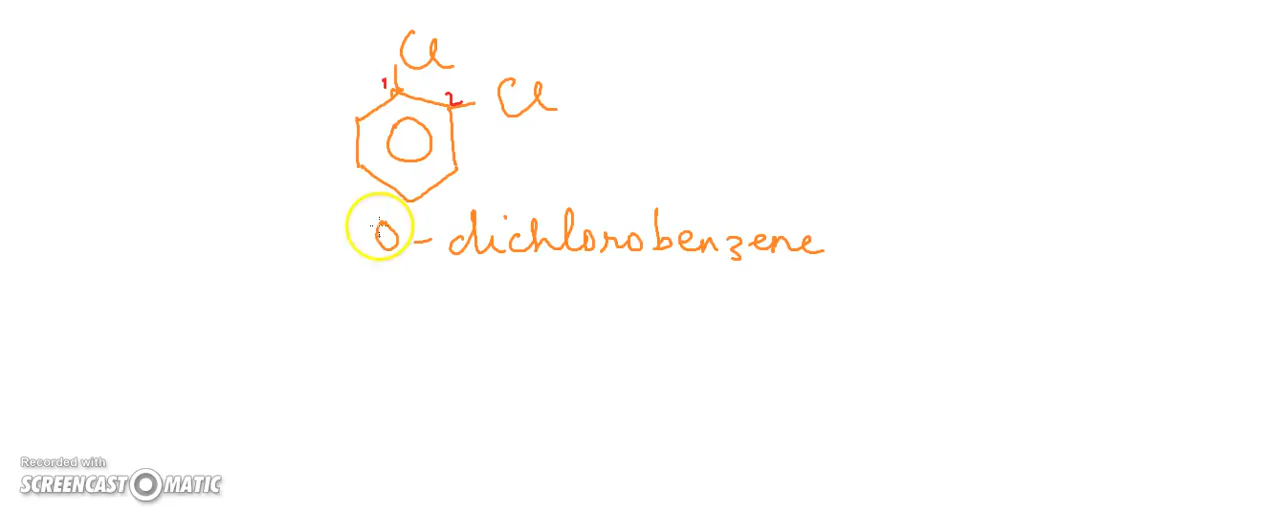 Cl
1
2 Cl
O - dichlorobenzene
Recorded with
SCREENCAST O MATIC